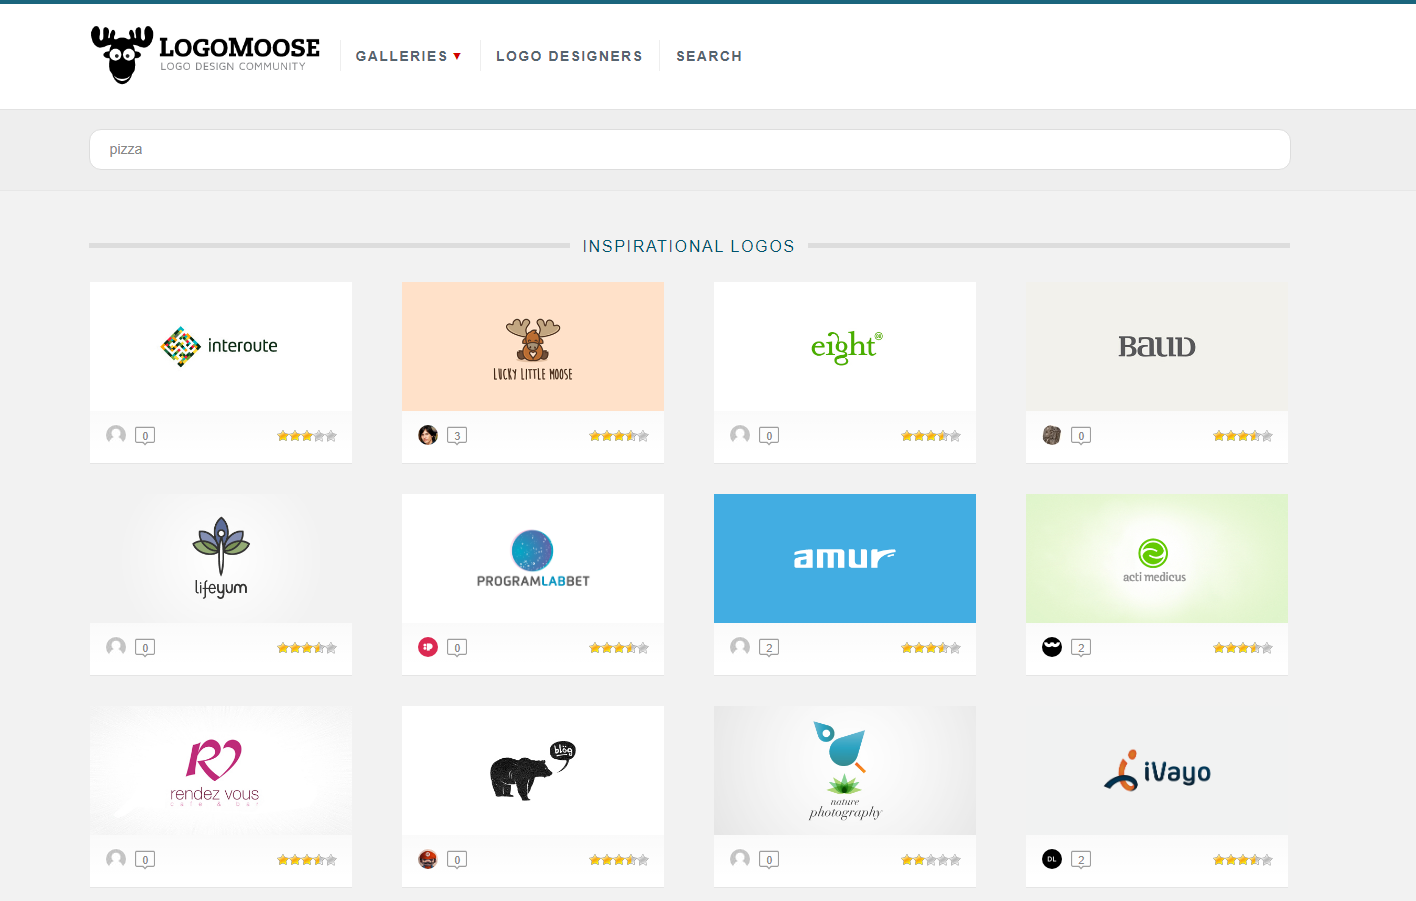 LOGOMOOSE
LOGO DESIGN COMMUNITY
GALLERIES
LOGO DESIGNERS
SEARCH
pizza
INSPIRATIONAL LOGOS
interoute
LUCKY LITTLE MOOSE
eight®
BAUD
0
3
0
0
lifeyum
PROGRAMLABBET
amur
acti medicus
0
0
2
2
R
rendez vous
cafe & bar
blög
nature
photography
iVayo
0
0
0
DL
2